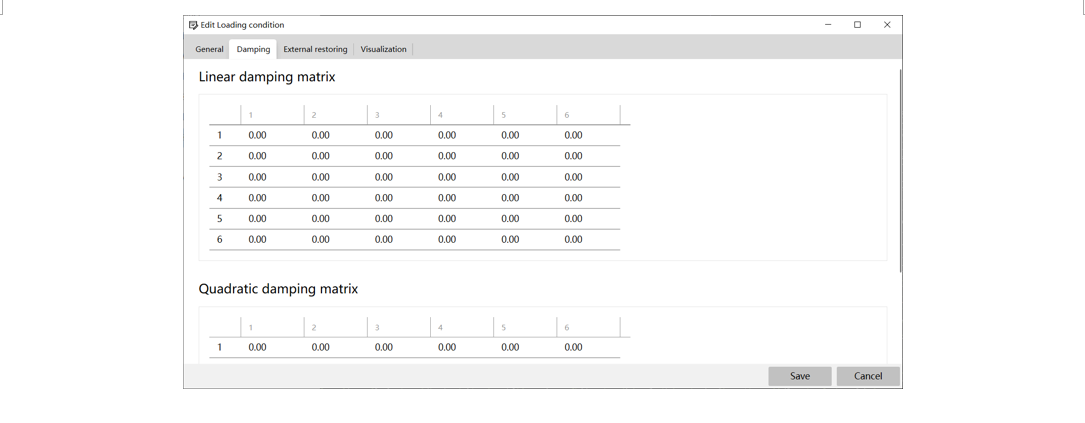 Edit Loading condition
General Damping External restoring Visualization
Linear damping matrix
1 2 3 4 5 6
1 0.00 0.00 0.00 0.00 0.00 0.00
2 0.00 0.00 0.00 0.00 0.00 0.00
3 0.00 0.00 0.00 0.00 0.00 0.00
4 0.00 0.00 0.00 0.00 0.00 0.00
5 0.00 0.00 0.00 0.00 0.00 0.00
6 0.00 0.00 0.00 0.00 0.00 0.00
Quadratic damping matrix
1 2 3 4 5 6
1 0.00 0.00 0.00 0.00 0.00 0.00
Save Cancel